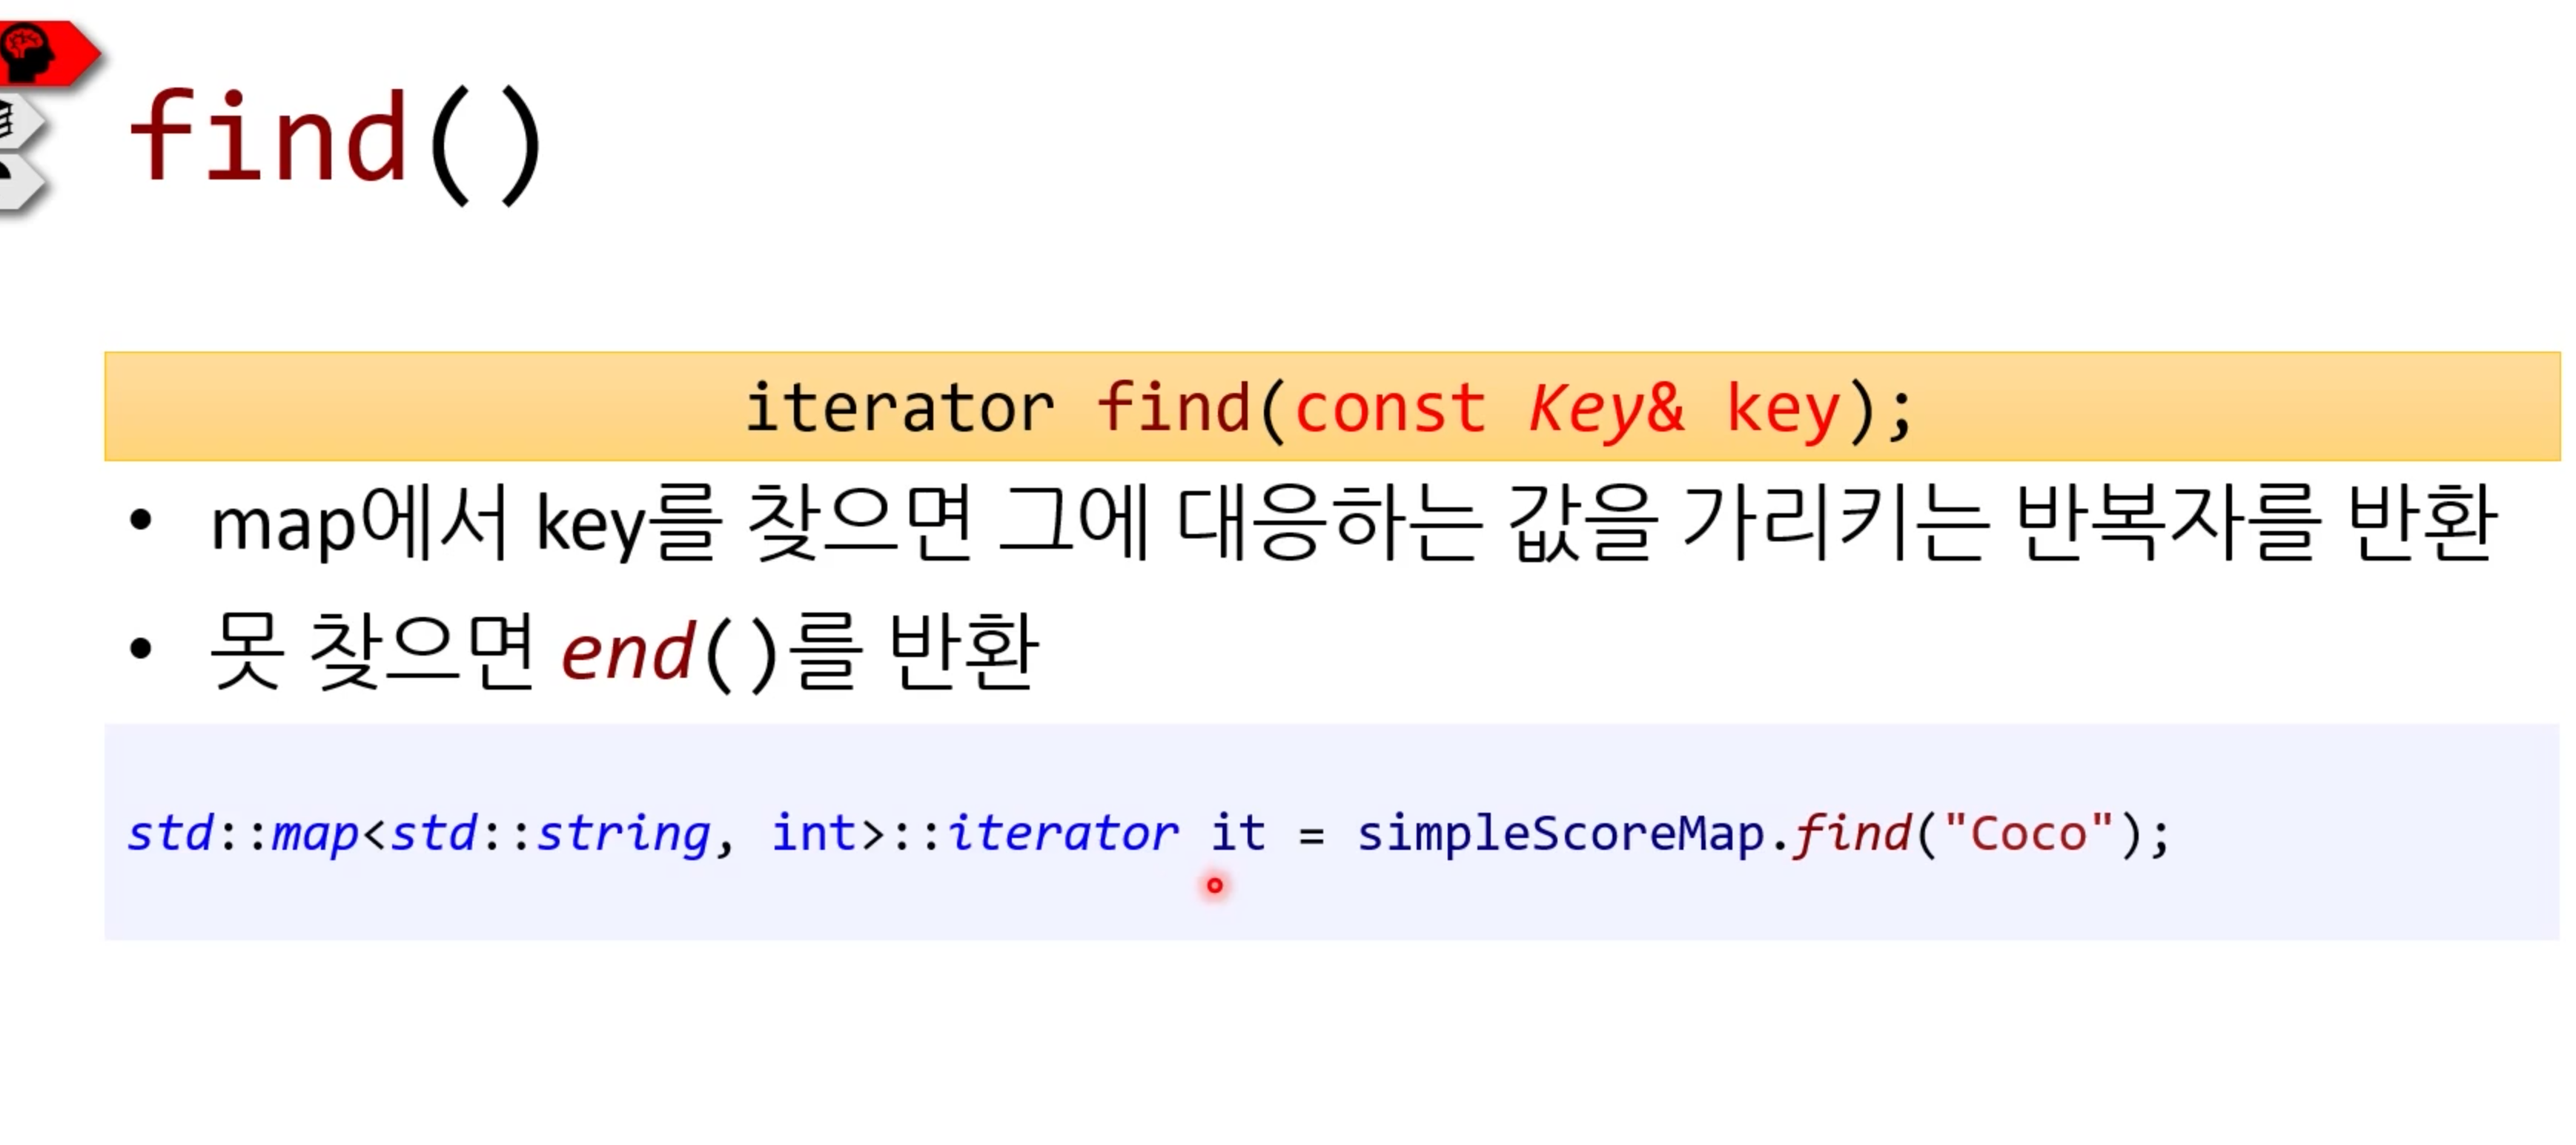 find()
iterator find(const Key& key);
• map에서 key를 찾으면 그에 대응하는 값을 가리키는 반복자를 반환
• 못 찾으면 end()를 반환
std::map<std::string, int>::iterator it = simpleScoreMap.find("Coco");